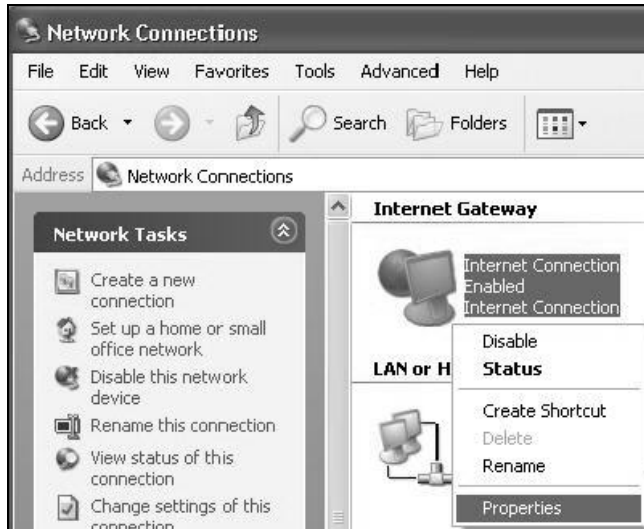 Network Connections
File Edit View Favorites Tools Advanced Help
Back Search Folders
Address Network Connections
Network Tasks
Create a new
connection
Set up a home or small
office network
Disable this network
device
Rename this connection
View status of this
connection
Change settings of this
connection
Internet Gateway
Internet Connection
Enabled
Internet Connection
LAN or H
Disable
Status
Create Shortcut
Delete
Rename
Properties